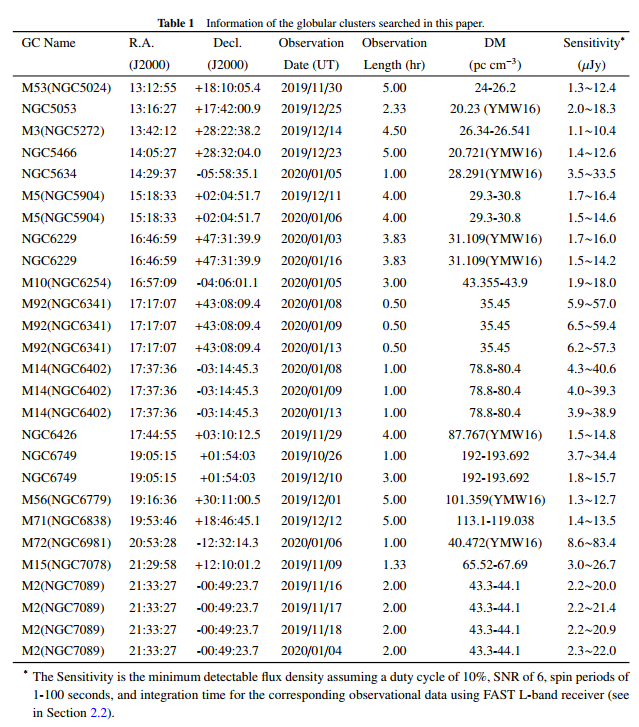 Table 1 Information of the globular clusters searched in this paper.
GC Name R.A. Decl. Observation Observation DM Sensitivity*
(J2000) (J2000) Date (UT) Length (hr) (pc cm⁻³) (μJy)
M53(NGC5024) 13:12:55 +18:10:05.4 2019/11/30 5.00 24-26.2 1.3~12.4
NGC5053 13:16:27 +17:42:00.9 2019/12/25 2.33 20.23 (YMW16) 2.0~18.3
M3(NGC5272) 13:42:12 +28:22:38.2 2019/12/14 4.50 26.34-26.541 1.1~10.4
NGC5466 14:05:27 +28:32:04.0 2019/12/23 5.00 20.721(YMW16) 1.4~12.6
NGC5634 14:29:37 -05:58:35.1 2020/01/05 1.00 28.291(YMW16) 3.5~33.5
M5(NGC5904) 15:18:33 +02:04:51.7 2019/12/11 4.00 29.3-30.8 1.7~16.4
M5(NGC5904) 15:18:33 +02:04:51.7 2020/01/06 4.00 29.3-30.8 1.5~14.6
NGC6229 16:46:59 +47:31:39.9 2020/01/03 3.83 31.109(YMW16) 1.7~16.0
NGC6229 16:46:59 +47:31:39.9 2020/01/16 3.83 31.109(YMW16) 1.5~14.2
M10(NGC6254) 16:57:09 -04:06:01.1 2020/01/05 3.00 43.355-43.9 1.9~18.0
M92(NGC6341) 17:17:07 +43:08:09.4 2020/01/08 0.50 35.45 5.9~57.0
M92(NGC6341) 17:17:07 +43:08:09.4 2020/01/09 0.50 35.45 6.5~59.4
M92(NGC6341) 17:17:07 +43:08:09.4 2020/01/13 0.50 35.45 6.2~57.3
M14(NGC6402) 17:37:36 -03:14:45.3 2020/01/08 1.00 78.8-80.4 4.3~40.6
M14(NGC6402) 17:37:36 -03:14:45.3 2020/01/09 1.00 78.8-80.4 4.0~39.3
M14(NGC6402) 17:37:36 -03:14:45.3 2020/01/13 1.00 78.8-80.4 3.9~38.9
NGC6426 17:44:55 +03:10:12.5 2019/11/29 4.00 87.767(YMW16) 1.5~14.8
NGC6749 19:05:15 +01:54:03 2019/10/26 1.00 192-193.692 3.7~34.4
NGC6749 19:05:15 +01:54:03 2019/12/10 3.00 192-193.692 1.8~15.7
M56(NGC6779) 19:16:36 +30:11:00.5 2019/12/01 5.00 101.359(YMW16) 1.3~12.7
M71(NGC6838) 19:53:46 +18:46:45.1 2019/12/12 5.00 113.1-119.038 1.4~13.5
M72(NGC6981) 20:53:28 -12:32:14.3 2020/01/06 1.00 40.472(YMW16) 8.6~83.4
M15(NGC7078) 21:29:58 +12:10:01.2 2019/11/09 1.33 65.52-67.69 3.0~26.7
M2(NGC7089) 21:33:27 -00:49:23.7 2019/11/16 2.00 43.3-44.1 2.2~20.0
M2(NGC7089) 21:33:27 -00:49:23.7 2019/11/17 2.00 43.3-44.1 2.2~21.4
M2(NGC7089) 21:33:27 -00:49:23.7 2019/11/18 2.00 43.3-44.1 2.2~20.9
M2(NGC7089) 21:33:27 -00:49:23.7 2020/01/04 2.00 43.3-44.1 2.3~22.0
* The Sensitivity is the minimum detectable flux density assuming a duty cycle of 10%, SNR of 6, spin periods of
1-100 seconds, and integration time for the corresponding observational data using FAST L-band receiver (see
in Section 2.2).